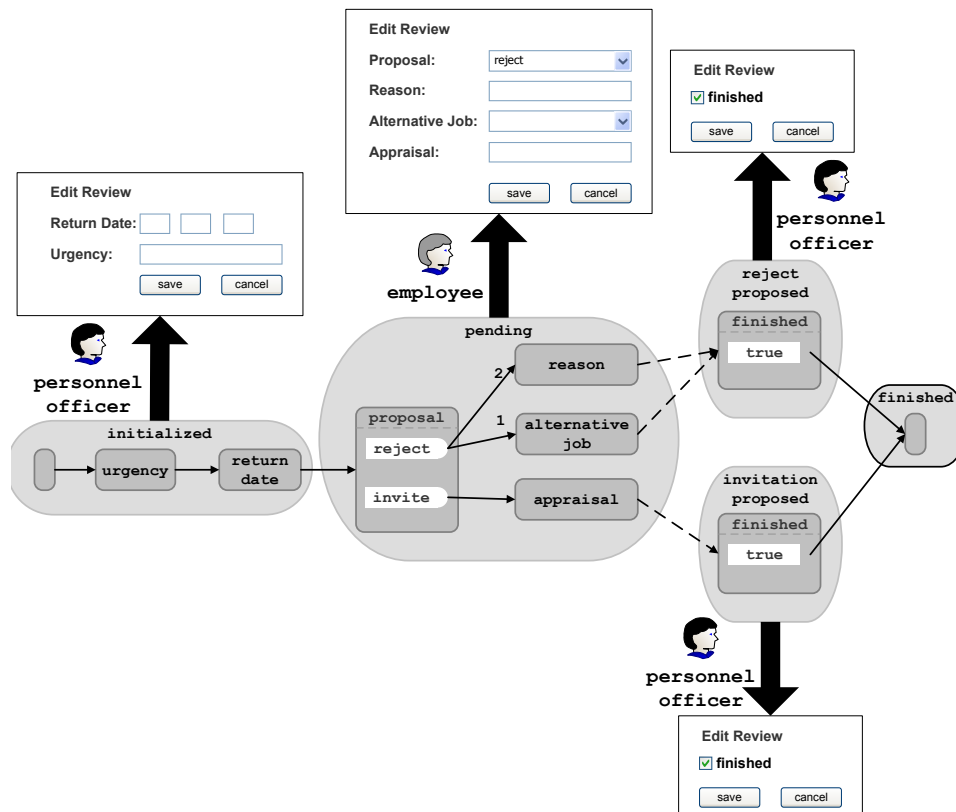 Edit Review
Proposal: reject
Reason:
Alternative Job:
Appraisal:
save cancel
Edit Review
finished
save cancel
personnel
officer
Edit Review
Return Date:
Urgency:
save cancel
personnel
officer
employee
initialized
urgency
return
date
pending
proposal
reject
invite
2
1
reason
alternative
job
appraisal
reject
proposed
finished
true
finished
invitation
proposed
finished
true
personnel
officer
Edit Review
finished
save cancel